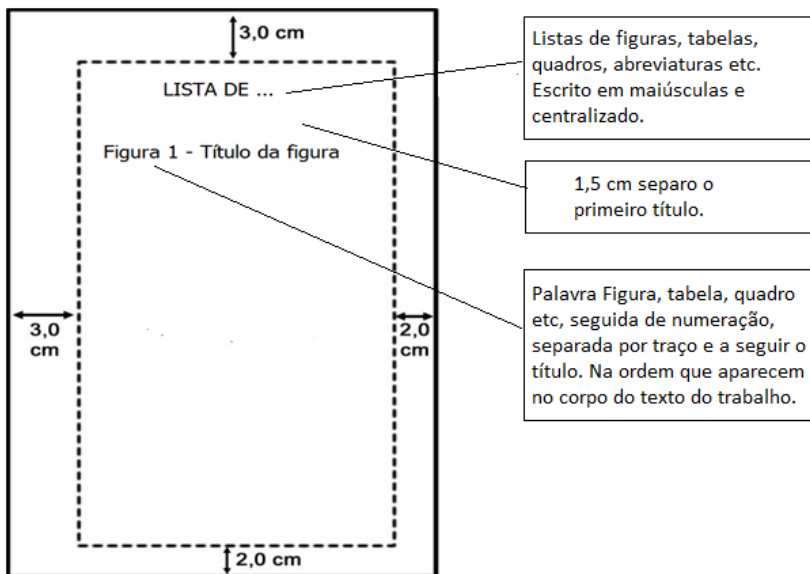 3,0 cm
LISTA DE ...
Figura 1 - Título da figura
3,0
cm
2,0
cm
2,0 cm
Listas de figuras, tabelas,
quadros, abreviaturas etc.
Escrito em maiúsculas e
centralizado.
1,5 cm separo o
primeiro título.
Palavra Figura, tabela, quadro
etc, seguida de numeração,
separada por traço e a seguir o
título. Na ordem que aparecem
no corpo do texto do trabalho.